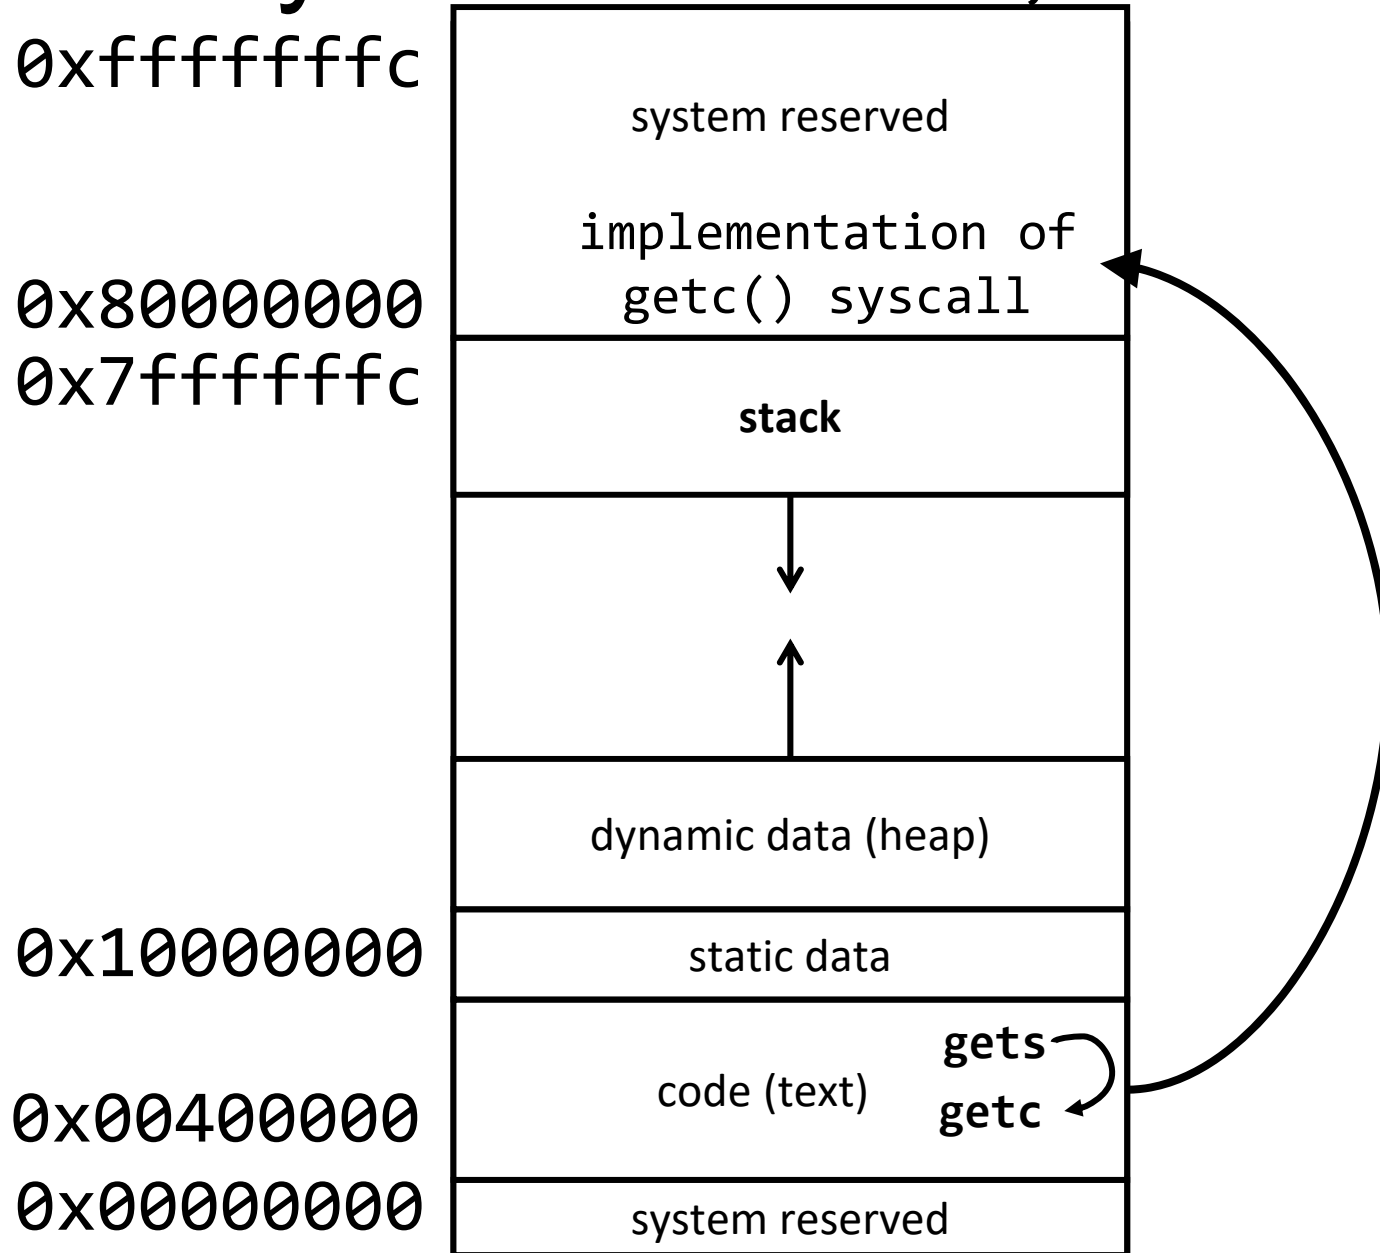 0xfffffffc
system reserved
implementation of
getc() syscall
0x80000000
0x7ffffffc
stack
dynamic data (heap)
0x10000000
static data
gets
code (text)
getc
0x00400000
0x00000000
system reserved